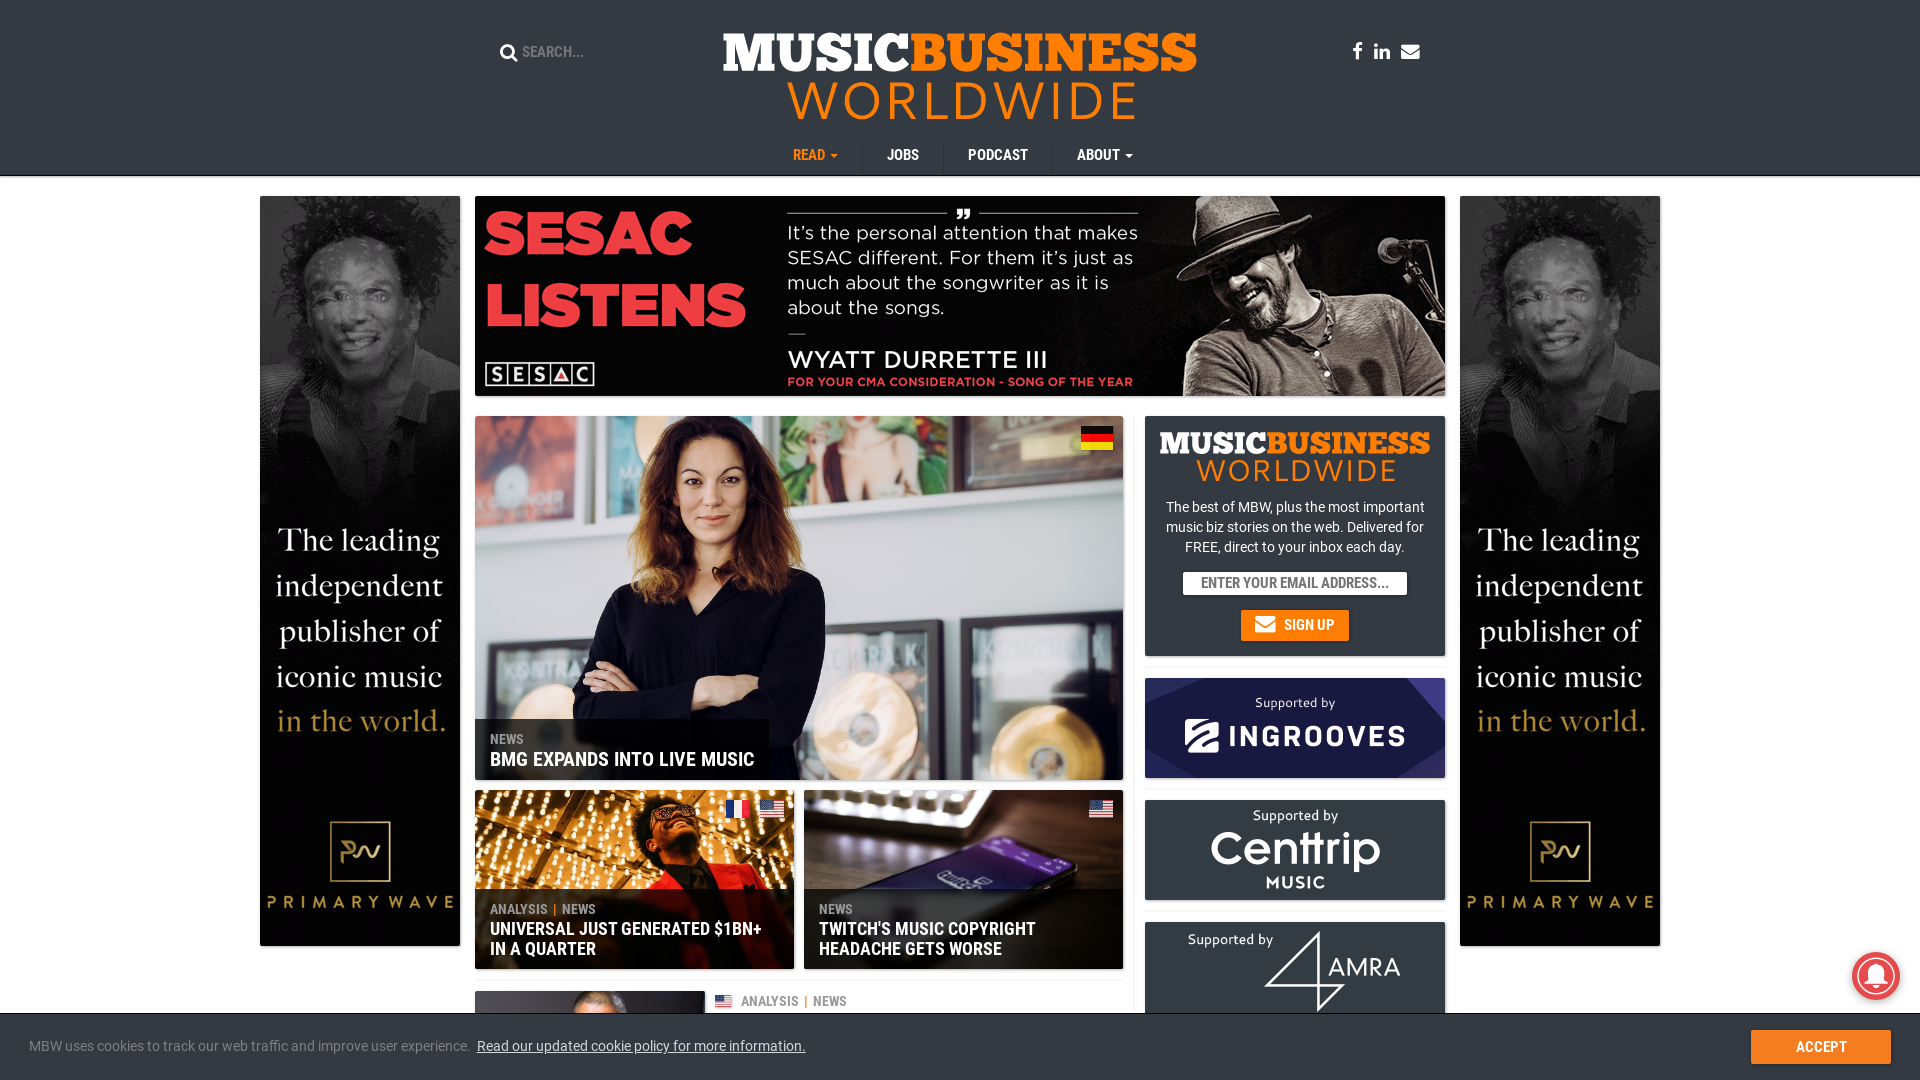 SEARCH...
MUSICBUSINESS
WORLDWIDE
READ
JOBS
PODCAST
ABOUT
The leading
independent
publisher of
iconic music
in the world.
PW
PRIMARY WAVE
SESAC
LISTENS
SESAC
”
It’s the personal attention that makes
SESAC different. For them it’s just as
much about the songwriter as it is
about the songs.
—
WYATT DURRETTE III
FOR YOUR CMA CONSIDERATION - SONG OF THE YEAR
NEWS
BMG EXPANDS INTO LIVE MUSIC
ANALYSIS | NEWS
UNIVERSAL JUST GENERATED $1BN+
IN A QUARTER
NEWS
TWITCH'S MUSIC COPYRIGHT
HEADACHE GETS WORSE
ANALYSIS | NEWS
MUSICBUSINESS
WORLDWIDE
The best of MBW, plus the most important
music biz stories on the web. Delivered for
FREE, direct to your inbox each day.
ENTER YOUR EMAIL ADDRESS...
SIGN UP
Supported by
INGROOVES
Supported by
Centtrip
MUSIC
Supported by
AMRA
The leading
independent
publisher of
iconic music
in the world.
PW
PRIMARY WAVE
MBW uses cookies to track our web traffic and improve user experience. Read our updated cookie policy for more information.
ACCEPT